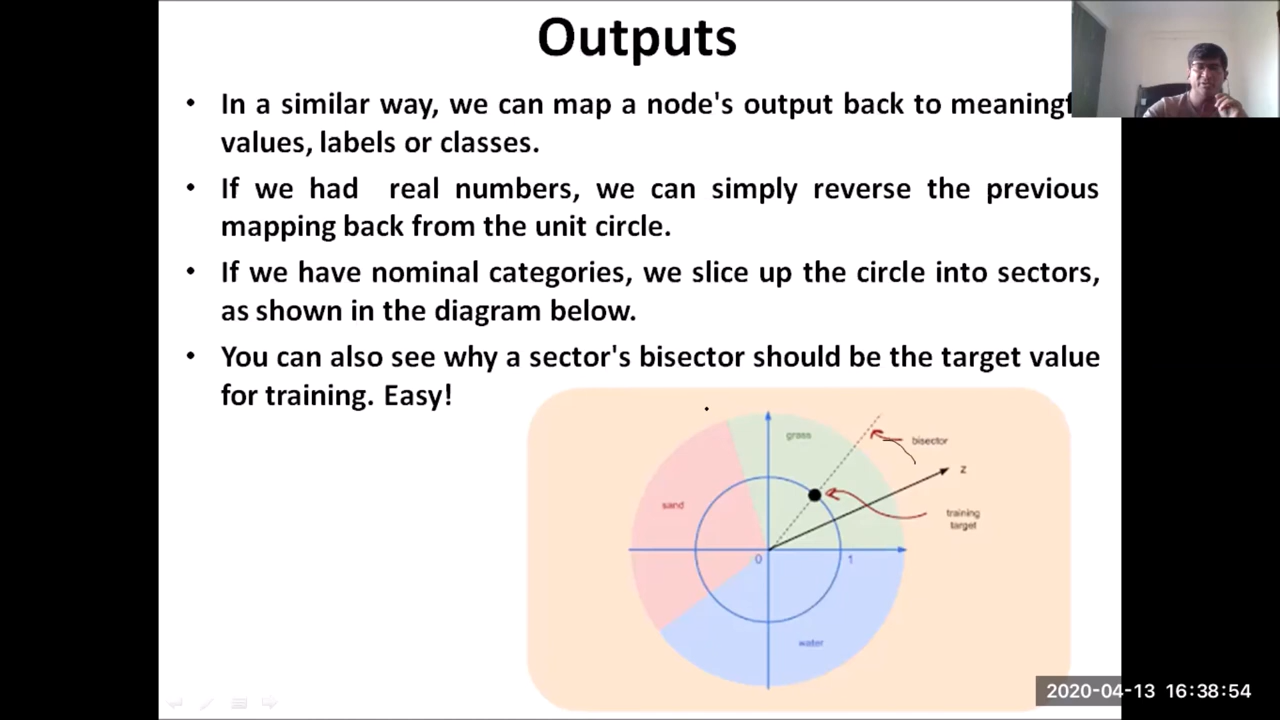 Outputs
• In a similar way, we can map a node's output back to meaningf
values, labels or classes.
• If we had real numbers, we can simply reverse the previous
mapping back from the unit circle.
• If we have nominal categories, we slice up the circle into sectors,
as shown in the diagram below.
• You can also see why a sector's bisector should be the target value
for training. Easy!
grass
bisector
z
sand
training
target
0
1
water
2020-04-13 16:38:54